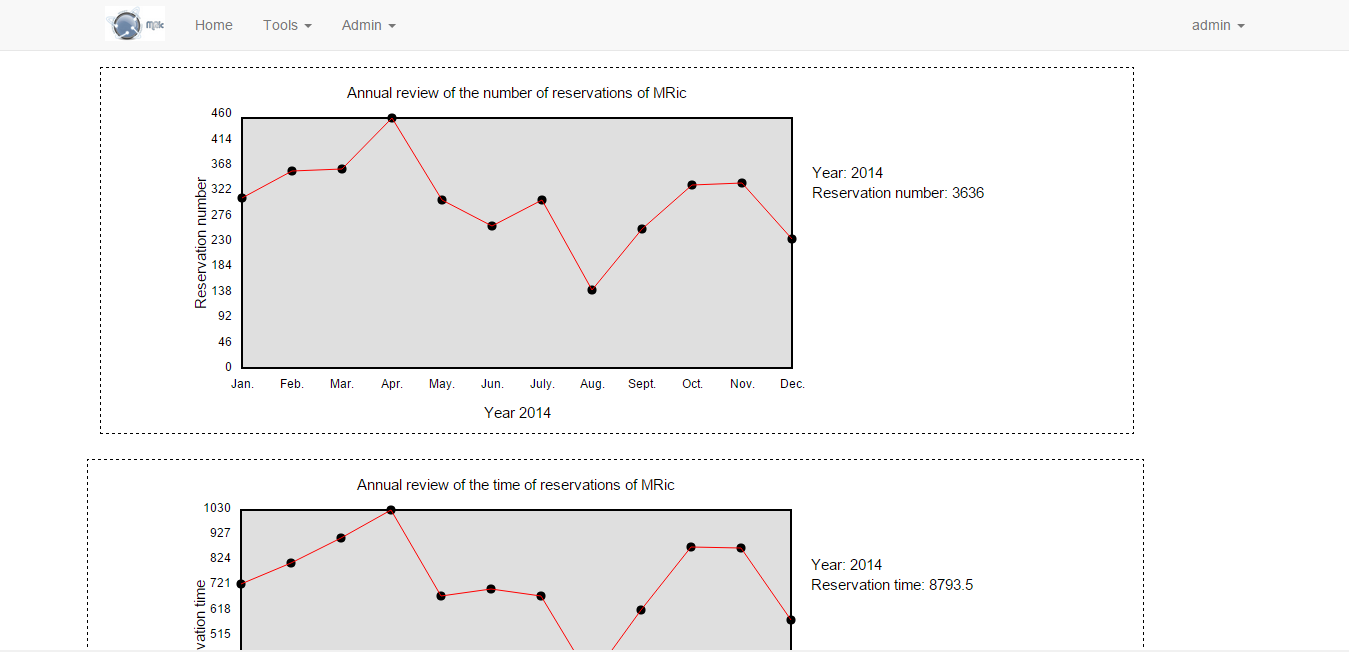 MRic Home Tools Admin admin
Annual review of the number of reservations of MRic
460
414
368
322
276
230
184
138
92
46
0
Reservation number
Jan. Feb. Mar. Apr. May. Jun. July. Aug. Sept. Oct. Nov. Dec.
Year 2014
Year: 2014
Reservation number: 3636
Annual review of the time of reservations of MRic
1030
927
824
721
618
515
vation time
Year: 2014
Reservation time: 8793.5